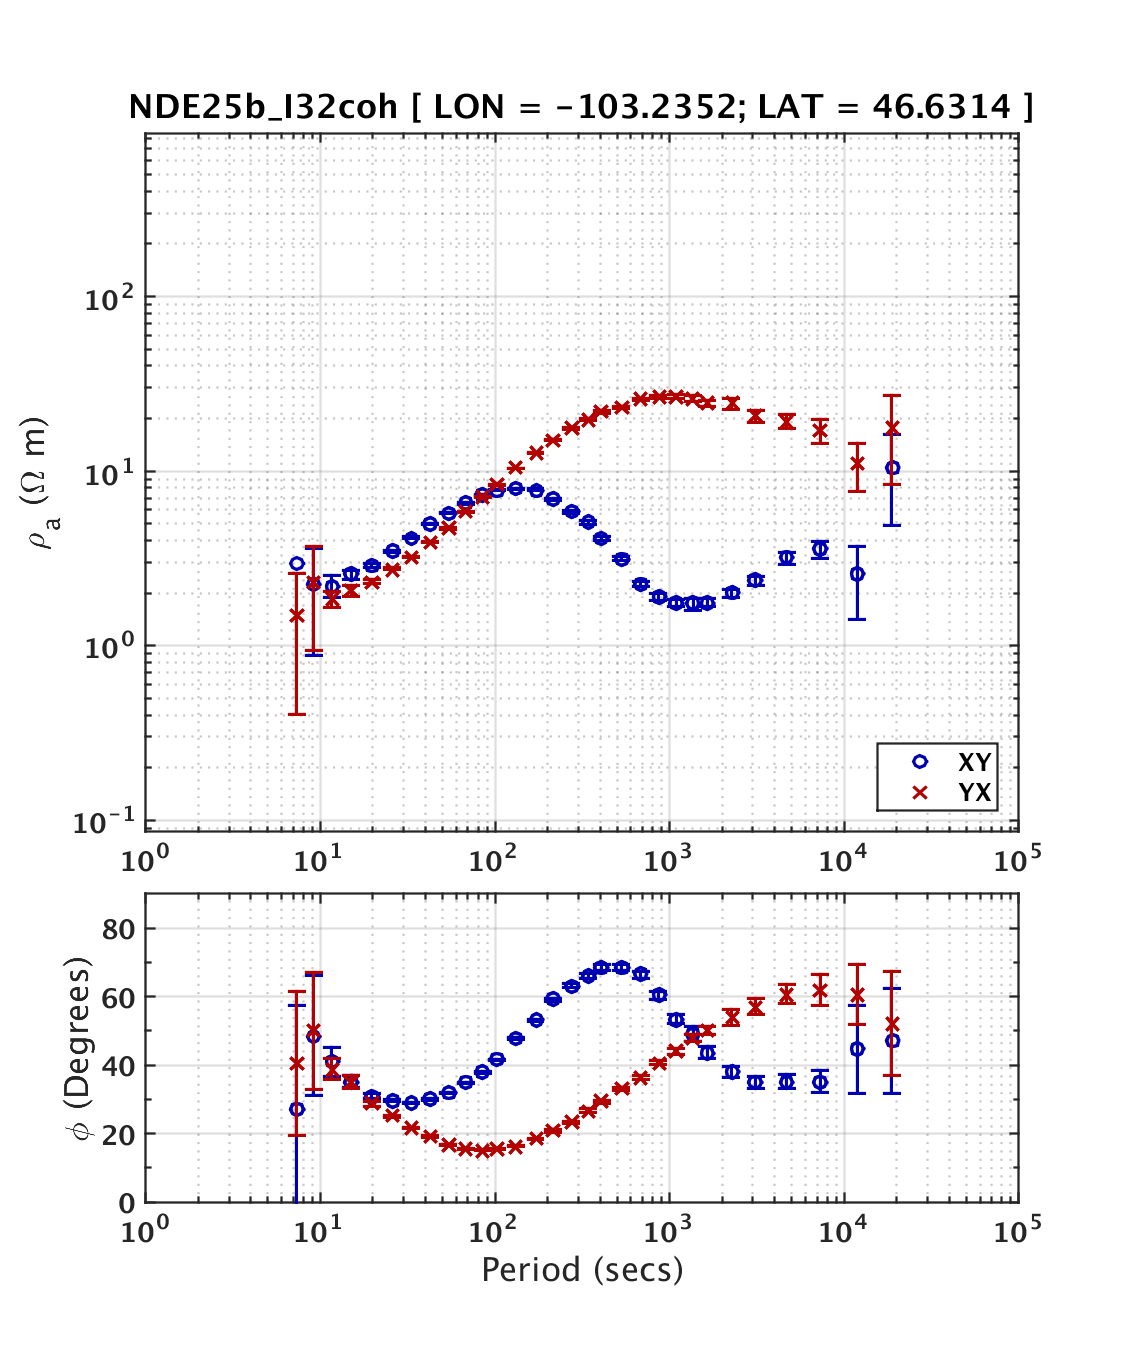 NDE25b_I32coh [ LON = -103.2352; LAT = 46.6314 ]
ρa (Ω m)
10²
10¹
10⁰
10⁻¹
XY
YX
10⁰ 10¹ 10² 10³ 10⁴ 10⁵
ϕ (Degrees)
80
60
40
20
0
10⁰ 10¹ 10² 10³ 10⁴ 10⁵
Period (secs)